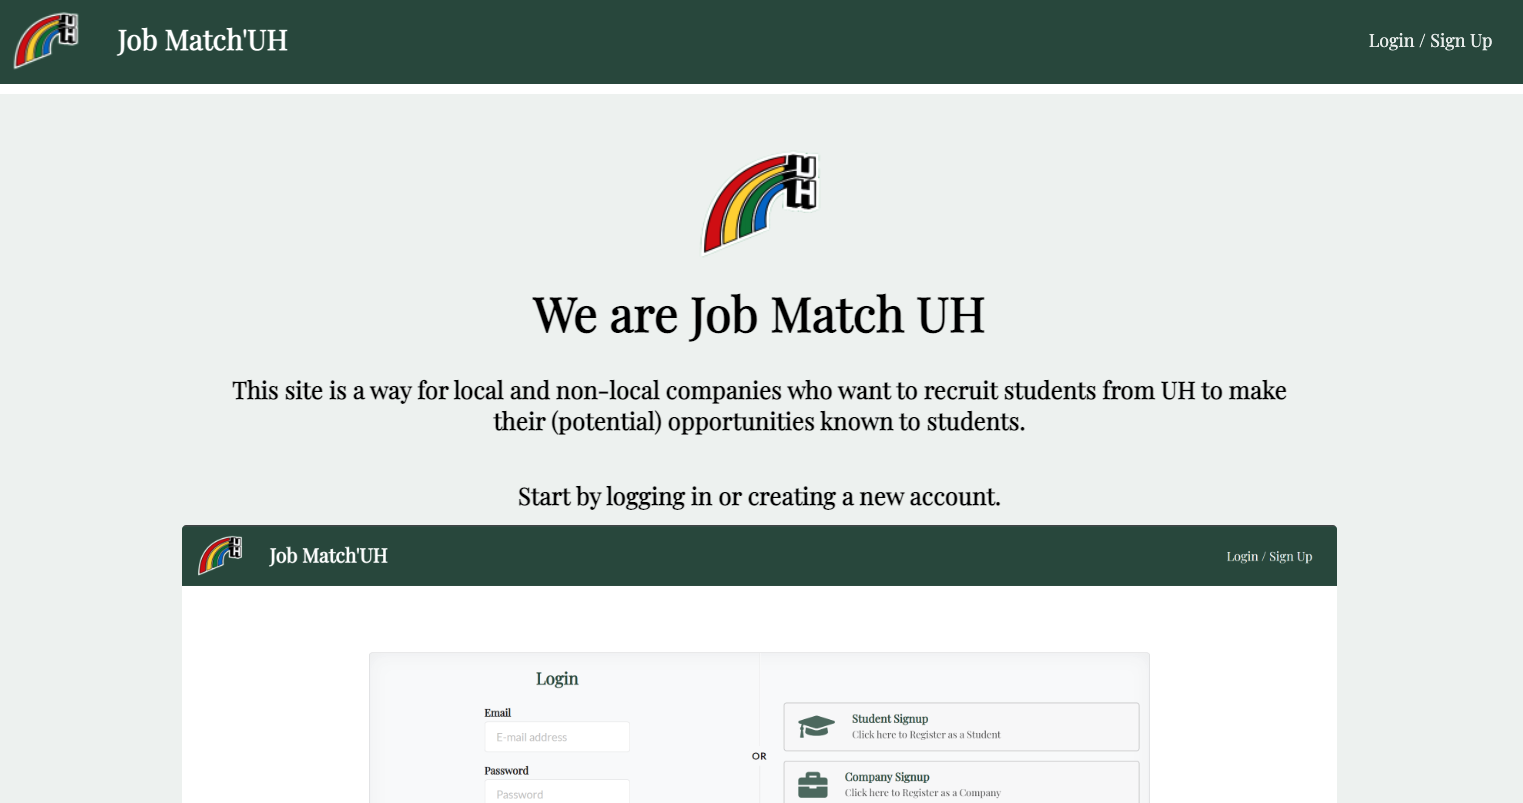 UH
Job Match'UH
Login / Sign Up
UH
We are Job Match UH
This site is a way for local and non-local companies who want to recruit students from UH to make
their (potential) opportunities known to students.
Start by logging in or creating a new account.
UH
Job Match'UH
Login / Sign Up
Login
Email
E-mail address
Password
Password
OR
Student Signup
Click here to Register as a Student
Company Signup
Click here to Register as a Company